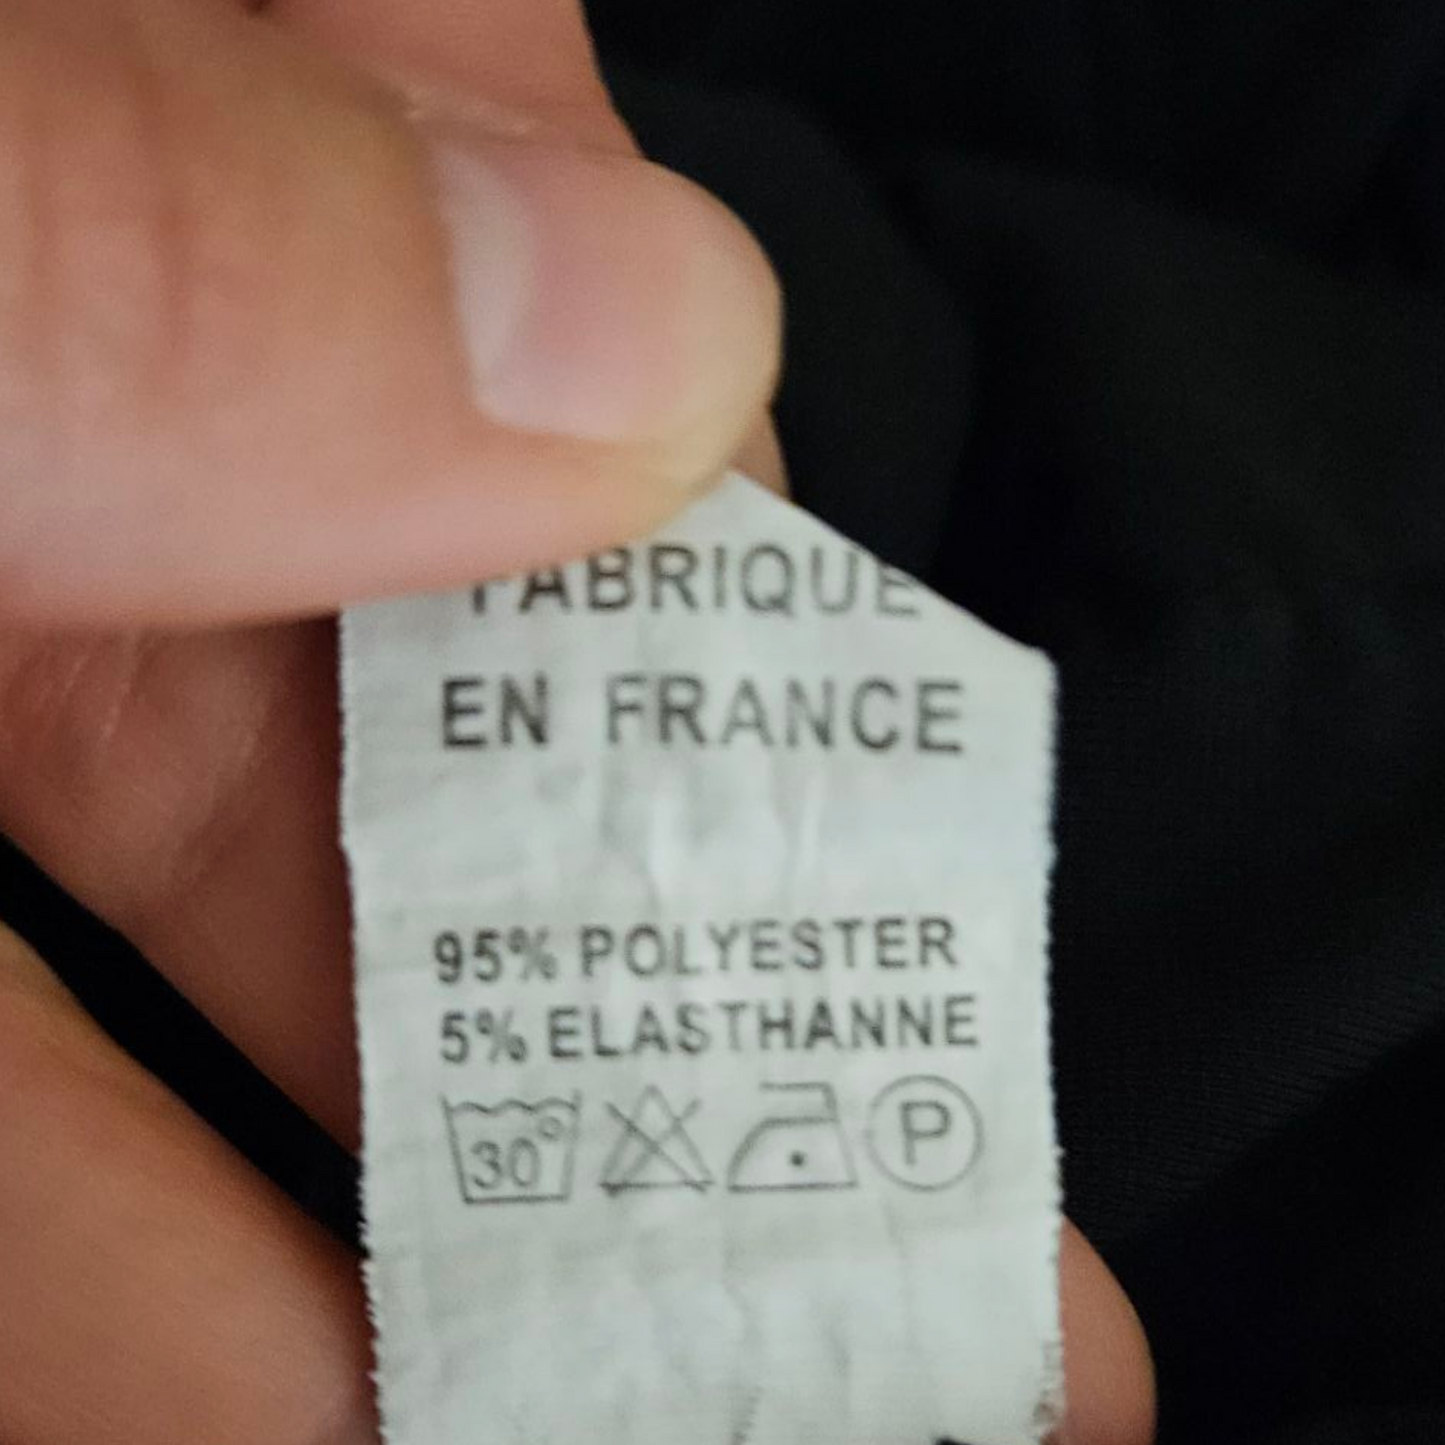 FABRIQUE
EN FRANCE
95% POLYESTER
5% ELASTHANNE
30°
P